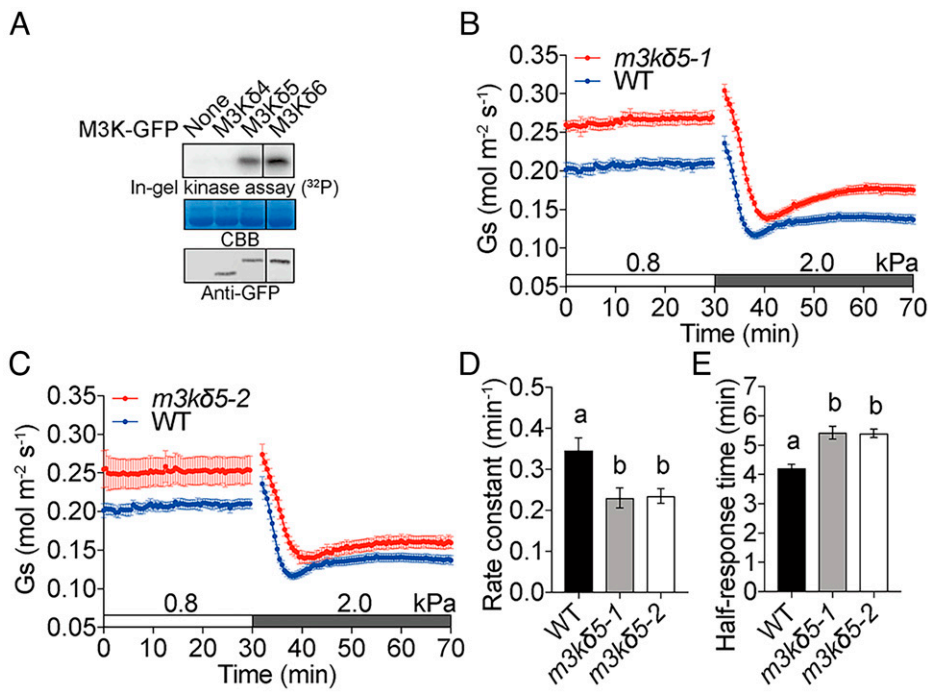 A
None
M3Kδ4
M3Kδ5
M3Kδ6
M3K-GFP
In-gel kinase assay (³²P)
CBB
Anti-GFP
B
m3kδ5-1
WT
Gs (mol m⁻² s⁻¹)
0.35
0.30
0.25
0.20
0.15
0.10
0.05
0.8
2.0
kPa
0 10 20 30 40 50 60 70
Time (min)
C
m3kδ5-2
WT
Gs (mol m⁻² s⁻¹)
0.35
0.30
0.25
0.20
0.15
0.10
0.05
0.8
2.0
kPa
0 10 20 30 40 50 60 70
Time (min)
D
Rate constant (min⁻¹)
0.5
0.4
0.3
0.2
0.0
a
b
b
WT
m3kδ5-1
m3kδ5-2
E
Half-response time (min)
7
6
5
4
3
2
1
0
a
b
b
WT
m3kδ5-1
m3kδ5-2